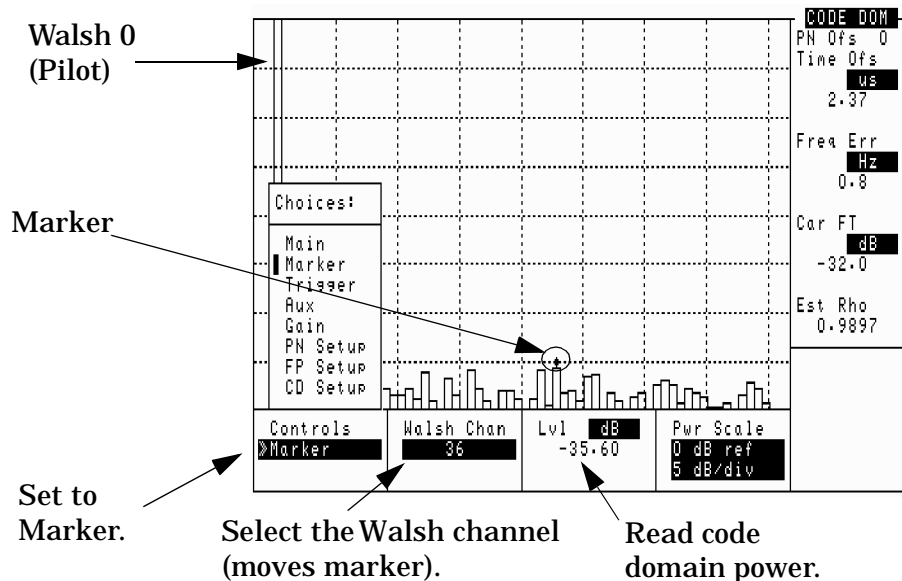 Walsh 0
(Pilot)
Marker
Choices:
Main
Marker
Trigger
Aux
Gain
PN Setup
FP Setup
CD Setup
CODE DOM
PN Ofs 0
Time Ofs
us
2.37
Freq Err
Hz
0.8
Car FT
dB
-32.0
Est Rho
0.9897
Controls
»Marker
Walsh Chan
36
Lvl dB
-35.60
Pwr Scale
0 dB ref
5 dB/div
Set to
Marker.
Select the Walsh channel
(moves marker).
Read code
domain power.